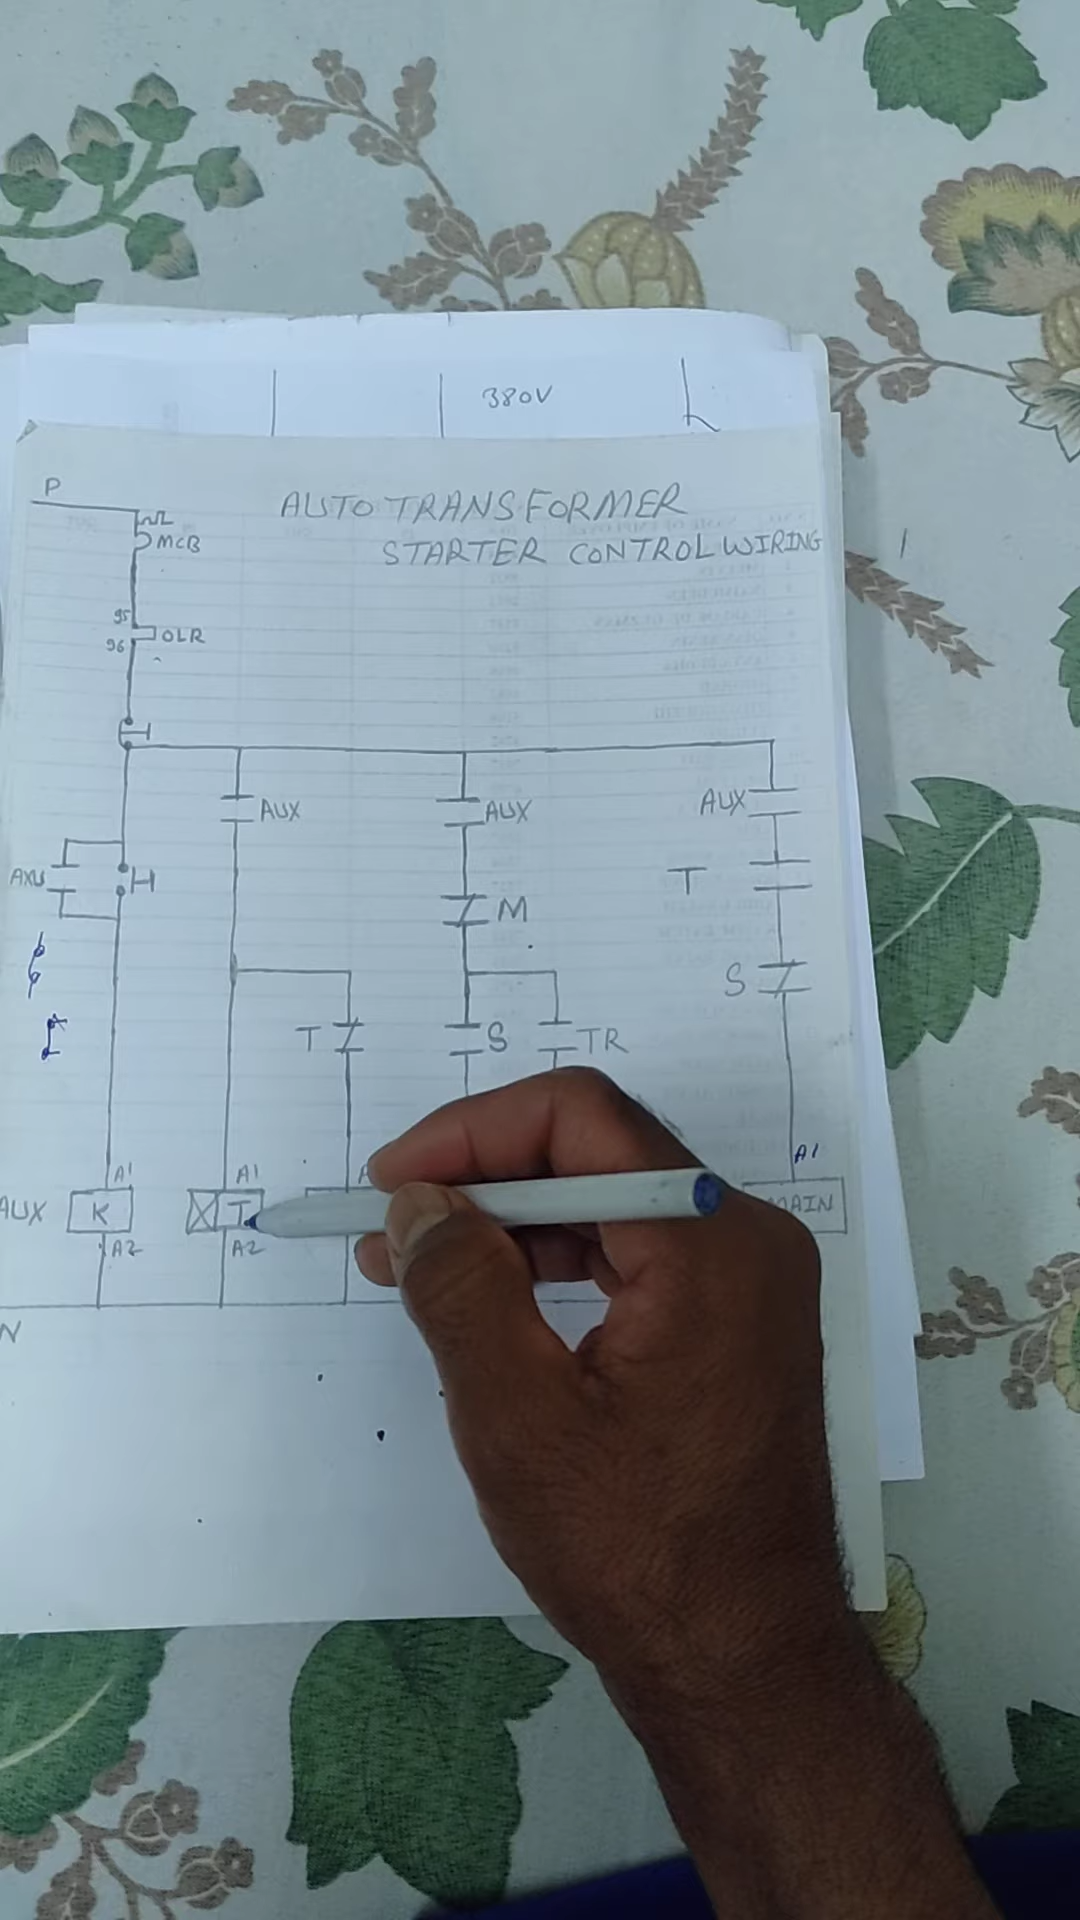 380V
P
AUTO TRANSFORMER
STARTER CONTROL WIRING
MCB
95
96
OLR
AUX
AUX
AUX
AXU
M
T
S
T
S
TR
A1
A1
A1
AUX
K
T
MAIN
A2
A2
N